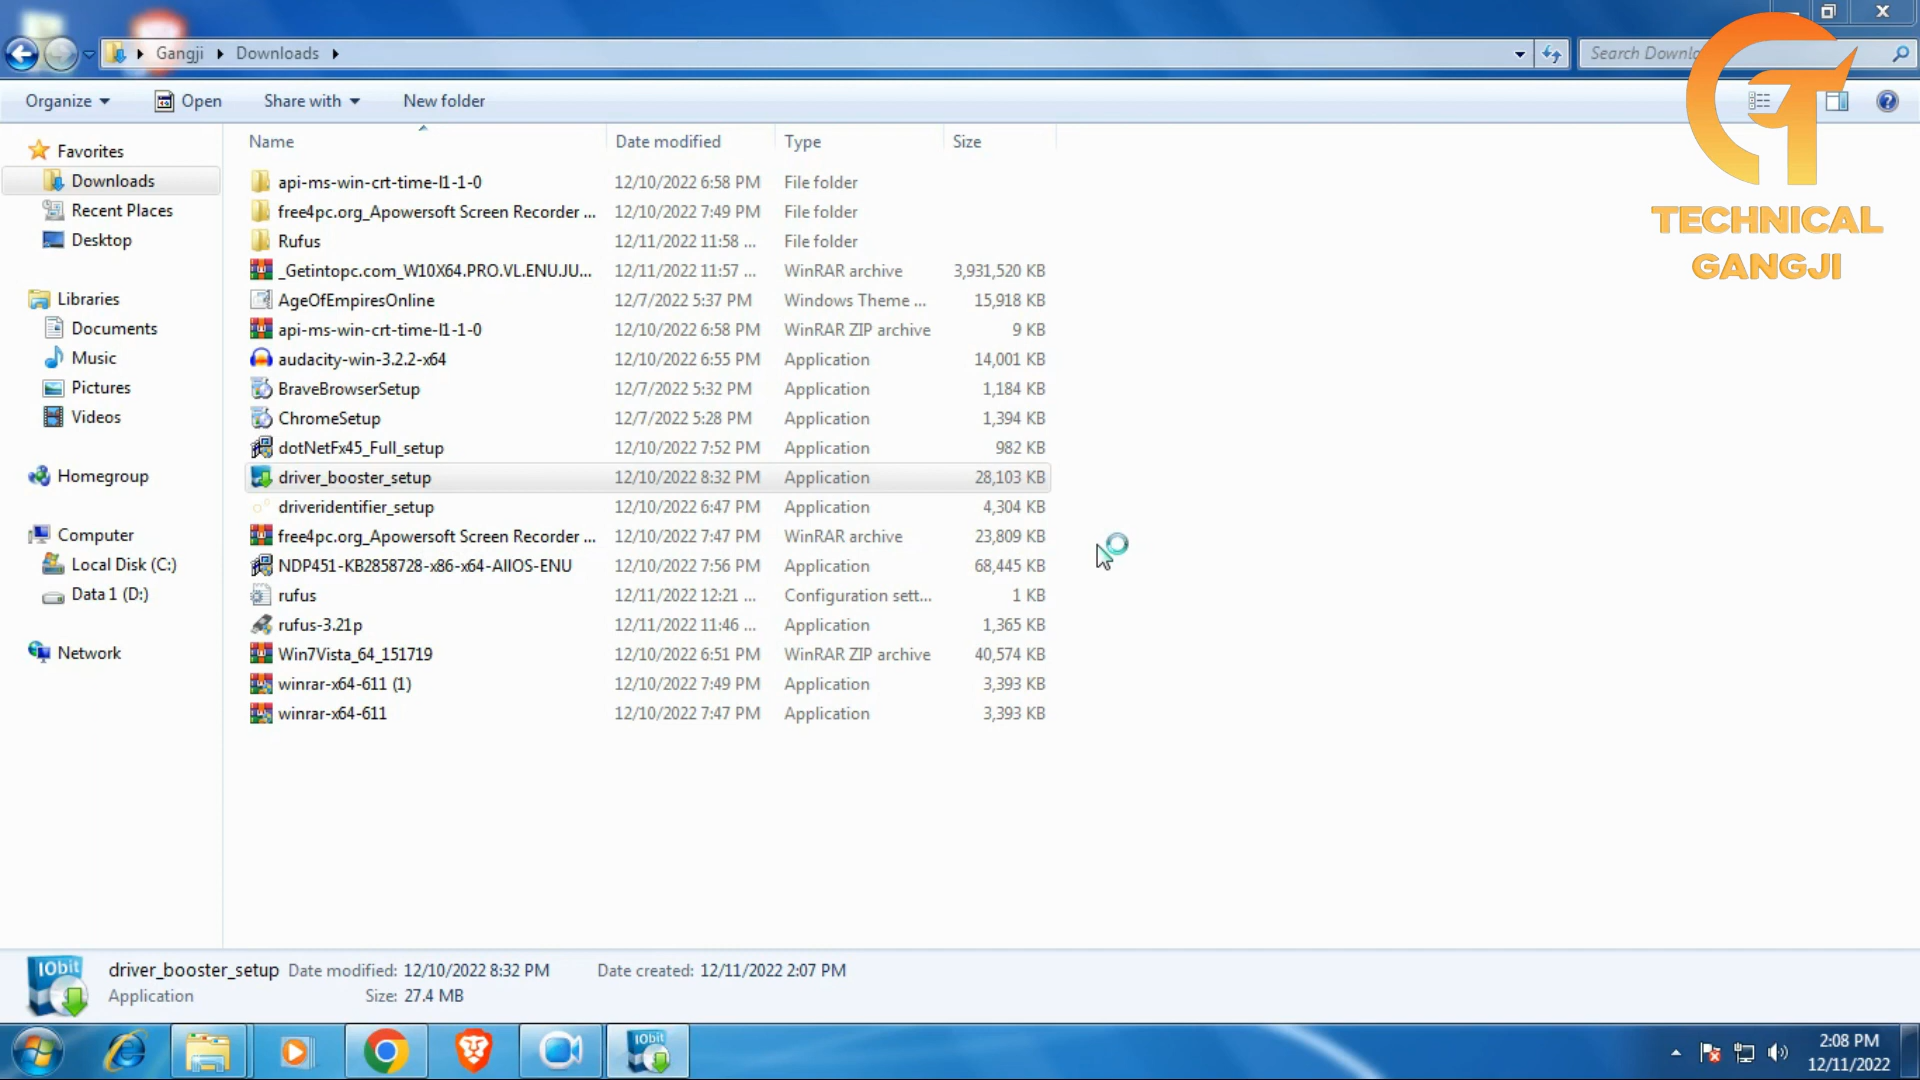 Gangji Downloads
Search Downlo
Organize Open Share with New folder
TECHNICAL
GANGJI
Name Date modified Type Size
Favorites
Downloads
Recent Places
Desktop
Libraries
Documents
Music
Pictures
Videos
Homegroup
Computer
Local Disk (C:)
Data 1 (D:)
Network
api-ms-win-crt-time-l1-1-0 12/10/2022 6:58 PM File folder
free4pc.org_Apowersoft Screen Recorder ... 12/10/2022 7:49 PM File folder
Rufus 12/11/2022 11:58 ... File folder
_Getintopc.com_W10X64.PRO.VL.ENU.JU... 12/11/2022 11:57 ... WinRAR archive 3,931,520 KB
AgeOfEmpiresOnline 12/7/2022 5:37 PM Windows Theme ... 15,918 KB
api-ms-win-crt-time-l1-1-0 12/10/2022 6:58 PM WinRAR ZIP archive 9 KB
audacity-win-3.2.2-x64 12/10/2022 6:55 PM Application 14,001 KB
BraveBrowserSetup 12/7/2022 5:32 PM Application 1,184 KB
ChromeSetup 12/7/2022 5:28 PM Application 1,394 KB
dotNetFx45_Full_setup 12/10/2022 7:52 PM Application 982 KB
driver_booster_setup 12/10/2022 8:32 PM Application 28,103 KB
driveridentifier_setup 12/10/2022 6:47 PM Application 4,304 KB
free4pc.org_Apowersoft Screen Recorder ... 12/10/2022 7:47 PM WinRAR archive 23,809 KB
NDP451-KB2858728-x86-x64-AllOS-ENU 12/10/2022 7:56 PM Application 68,445 KB
rufus 12/11/2022 12:21 ... Configuration sett... 1 KB
rufus-3.21p 12/11/2022 11:46 ... Application 1,365 KB
Win7Vista_64_151719 12/10/2022 6:51 PM WinRAR ZIP archive 40,574 KB
winrar-x64-611 (1) 12/10/2022 7:49 PM Application 3,393 KB
winrar-x64-611 12/10/2022 7:47 PM Application 3,393 KB
IObit
driver_booster_setup Date modified: 12/10/2022 8:32 PM Date created: 12/11/2022 2:07 PM
Application Size: 27.4 MB
IObit
2:08 PM
12/11/2022